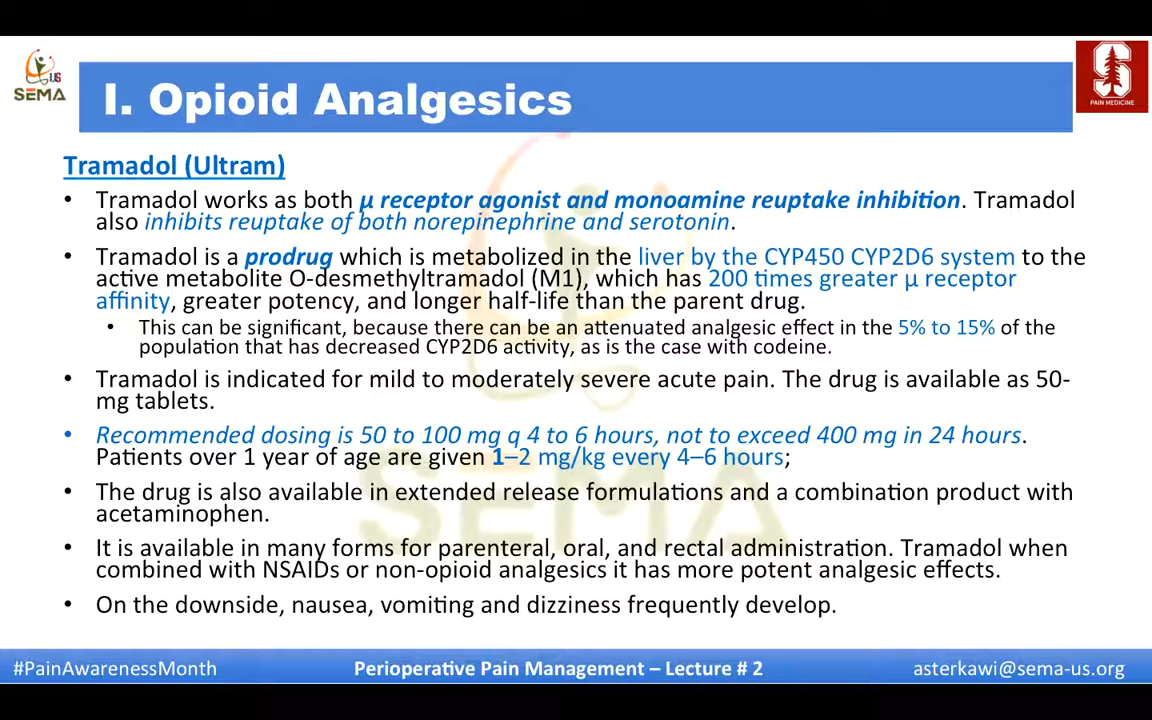 US
SEMA
I. Opioid Analgesics
S
PAIN MEDICINE
Tramadol (Ultram)
• Tramadol works as both μ receptor agonist and monoamine reuptake inhibition. Tramadol
also inhibits reuptake of both norepinephrine and serotonin.
• Tramadol is a prodrug which is metabolized in the liver by the CYP450 CYP2D6 system to the
active metabolite O-desmethyltramadol (M1), which has 200 times greater μ receptor
affinity, greater potency, and longer half-life than the parent drug.
• This can be significant, because there can be an attenuated analgesic effect in the 5% to 15% of the
population that has decreased CYP2D6 activity, as is the case with codeine.
• Tramadol is indicated for mild to moderately severe acute pain. The drug is available as 50-
mg tablets.
• Recommended dosing is 50 to 100 mg q 4 to 6 hours, not to exceed 400 mg in 24 hours.
Patients over 1 year of age are given 1–2 mg/kg every 4–6 hours;
• The drug is also available in extended release formulations and a combination product with
acetaminophen.
• It is available in many forms for parenteral, oral, and rectal administration. Tramadol when
combined with NSAIDs or non-opioid analgesics it has more potent analgesic effects.
• On the downside, nausea, vomiting and dizziness frequently develop.
SEMA
#PainAwarenessMonth
Perioperative Pain Management – Lecture # 2
asterkawi@sema-us.org